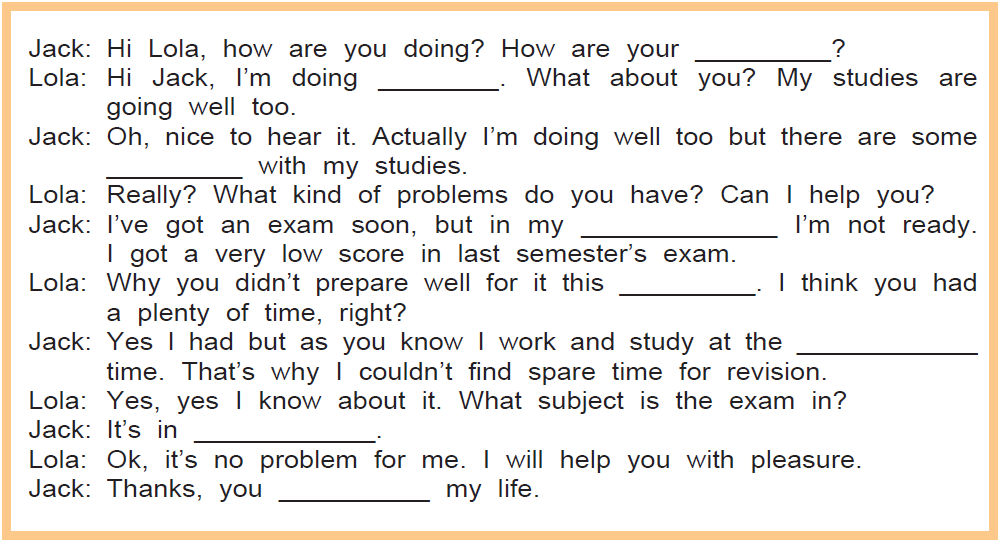 Jack: Hi Lola, how are you doing? How are your _________?
Lola: Hi Jack, I'm doing ________. What about you? My studies are
going well too.
Jack: Oh, nice to hear it. Actually I'm doing well too but there are some
_________ with my studies.
Lola: Really? What kind of problems do you have? Can I help you?
Jack: I've got an exam soon, but in my _____________ I'm not ready.
I got a very low score in last semester's exam.
Lola: Why you didn't prepare well for it this _________. I think you had
a plenty of time, right?
Jack: Yes I had but as you know I work and study at the ____________
time. That's why I couldn't find spare time for revision.
Lola: Yes, yes I know about it. What subject is the exam in?
Jack: It's in ____________.
Lola: Ok, it's no problem for me. I will help you with pleasure.
Jack: Thanks, you __________ my life.